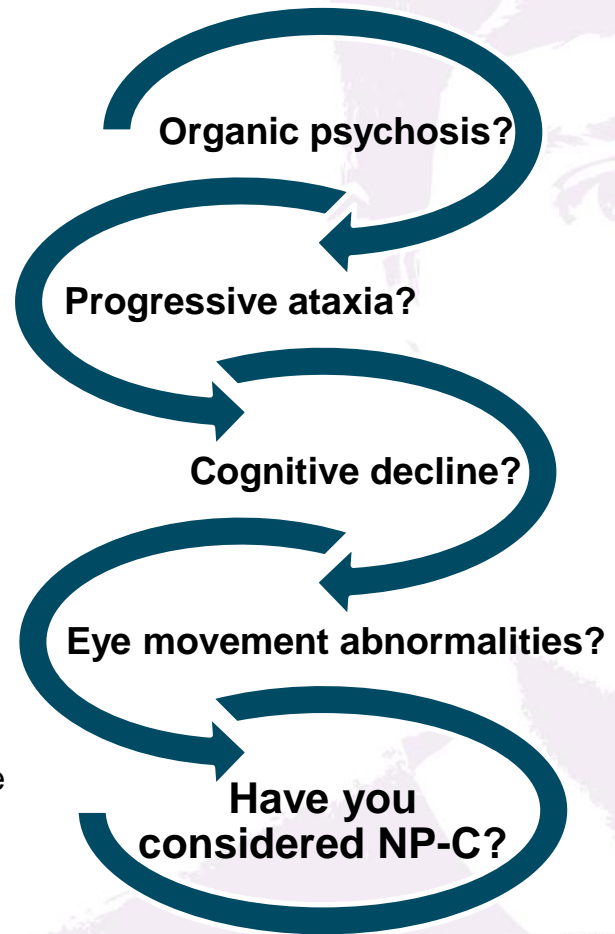 Organic psychosis?
Progressive ataxia?
Cognitive decline?
Eye movement abnormalities?
e
Have you
considered NP-C?